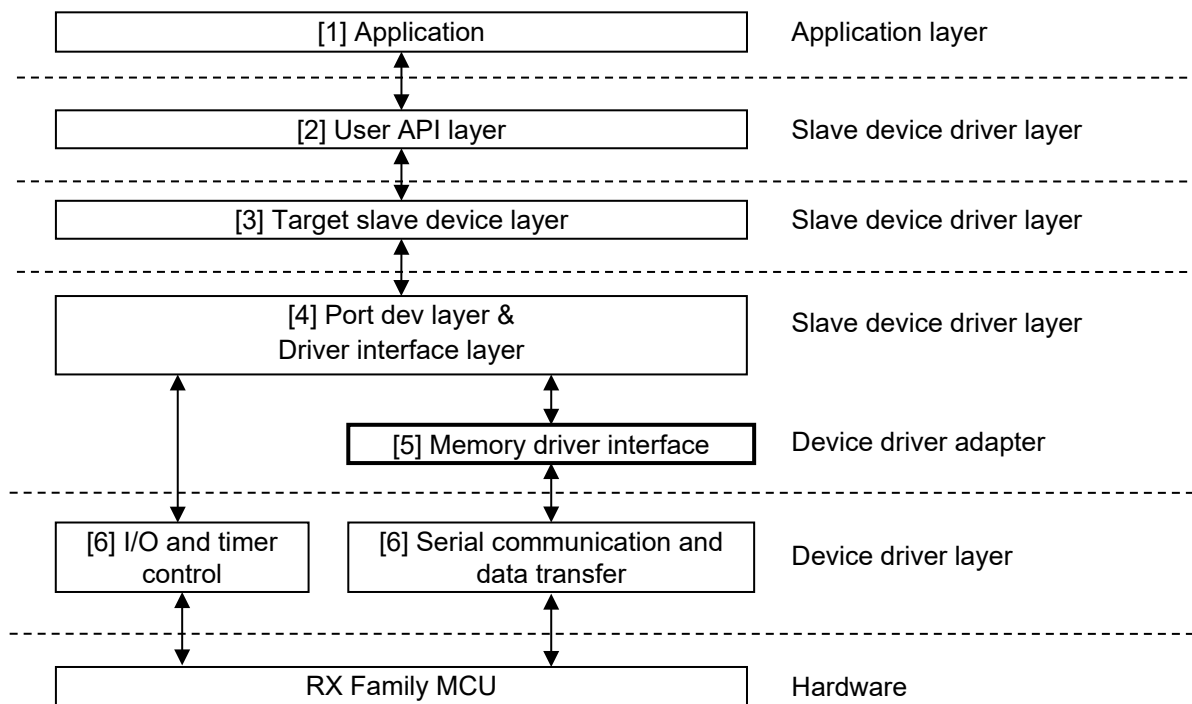 [1] Application
Application layer
[2] User API layer
Slave device driver layer
[3] Target slave device layer
Slave device driver layer
[4] Port dev layer &
Driver interface layer
Slave device driver layer
[5] Memory driver interface
Device driver adapter
[6] I/O and timer
control
[6] Serial communication and
data transfer
Device driver layer
RX Family MCU
Hardware